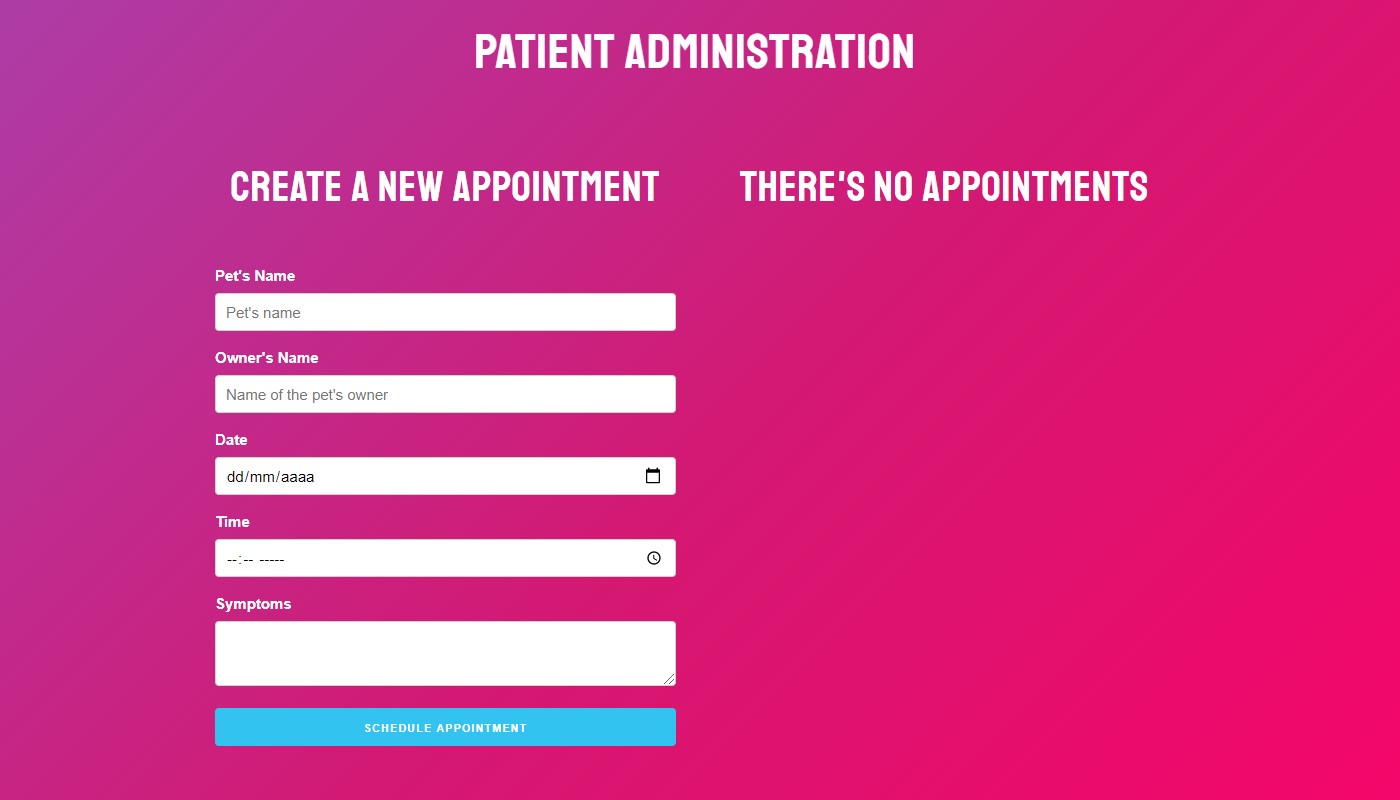 PATIENT ADMINISTRATION
CREATE A NEW APPOINTMENT
THERE'S NO APPOINTMENTS
Pet's Name
Pet's name
Owner's Name
Name of the pet's owner
Date
dd/mm/aaaa
Time
--:-- -----
Symptoms
SCHEDULE APPOINTMENT